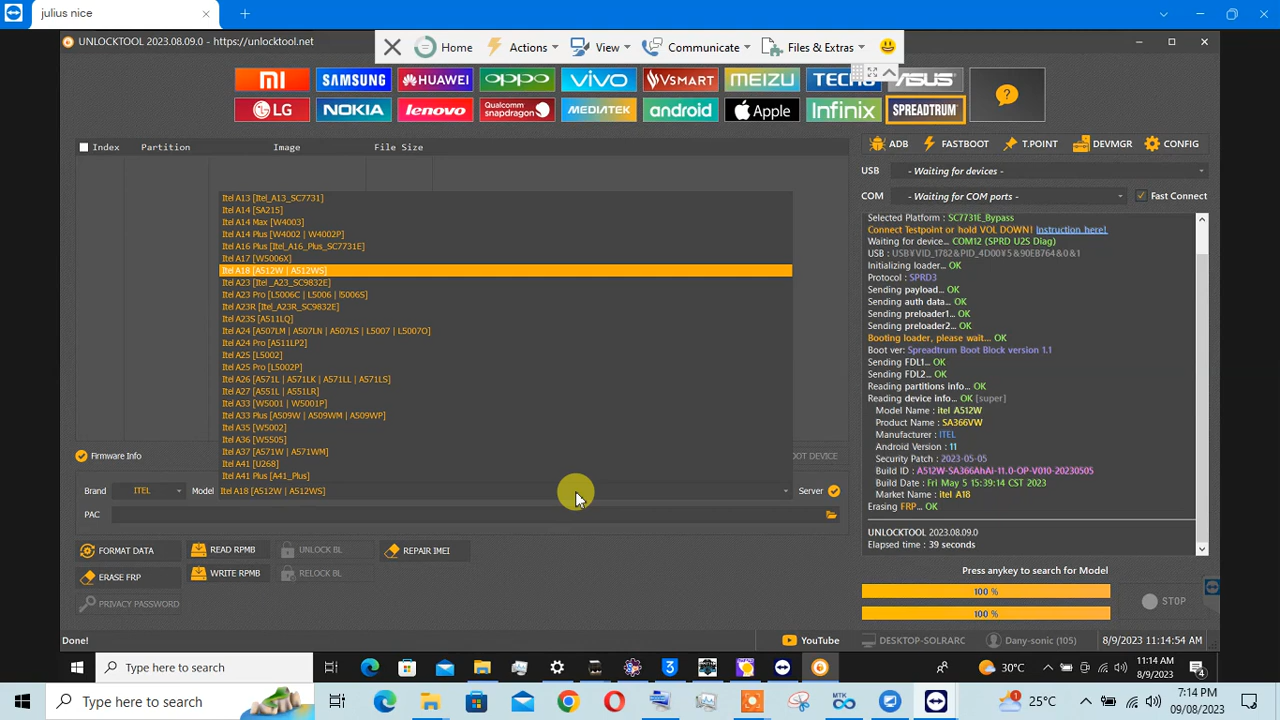 julius nice
UNLOCKTOOL 2023.08.09.0 - https://unlocktool.net
Home
Actions
View
Communicate
Files & Extras
MI
SAMSUNG
HUAWEI
OPPO
VIVO
VSMART
MEIZU
TECNO
ASUS
LG
NOKIA
lenovo
Qualcomm snapdragon
MEDIATEK
android
Apple
Infinix
SPREADTRUM
Index Partition Image File Size
ADB FASTBOOT T.POINT DEVMGR CONFIG
USB - Waiting for devices -
COM - Waiting for COM ports - Fast Connect
Itel A13 [Itel_A13_SC7731]
Itel A14 [SA215]
Itel A14 Max [W4003]
Itel A14 Plus [W4002 | W4002P]
Itel A16 Plus [Itel_A16_Plus_SC7731E]
Itel A17 [W5006X]
Itel A18 [A512W | A512WS]
Itel A23 [Itel _A23_SC9832E]
Itel A23 Pro [L5006C | L5006 | l5006S]
Itel A23R [Itel_A23R_SC9832E]
Itel A23S [A511LQ]
Itel A24 [A507LM | A507LN | A507LS | L5007 | L5007O]
Itel A24 Pro [A511LP2]
Itel A25 [L5002]
Itel A25 Pro [L5002P]
Itel A26 [A571L | A571LK | A571LL | A571LS]
Itel A27 [A551L | A551LR]
Itel A33 [W5001 | W5001P]
Itel A33 Plus [A509W | A509WM | A509WP]
Itel A35 [W5002]
Itel A36 [W5505]
Itel A37 [A571W | A571WM]
Itel A41 [U268]
Itel A41 Plus [A41_Plus]
Selected Platform : SC7731E_Bypass
Connect Testpoint or hold VOL DOWN! Instruction here!
Waiting for device... COM12 (SPRD U2S Diag)
USB : USB¥VID_1782&PID_4D00¥5&90EB764&0&1
Initializing loader... OK
Protocol : SPRD3
Sending payload... OK
Sending auth data... OK
Sending preloader1... OK
Sending preloader2... OK
Booting loader, please wait... OK
Boot ver: Spreadtrum Boot Block version 1.1
Sending FDL1... OK
Sending FDL2... OK
Reading partitions info... OK
Reading device info... OK [super]
Model Name : itel A512W
Product Name : SA366VW
Manufacturer : ITEL
Android Version : 11
Security Patch : 2023-05-05
Build ID : A512W-SA366AhAi-11.0-OP-V010-20230505
Build Date : Fri May 5 15:39:14 CST 2023
Market Name : itel A18
Erasing FRP... OK
UNLOCKTOOL 2023.08.09.0
Elapsed time : 39 seconds
Firmware Info
OOT DEVICE
Brand ITEL Model Itel A18 [A512W | A512WS] Server
PAC
FORMAT DATA READ RPMB UNLOCK BL REPAIR IMEI
ERASE FRP WRITE RPMB RELOCK BL
PRIVACY PASSWORD
Press anykey to search for Model
100 %
100 %
STOP
Done!
YouTube
DESKTOP-SOLRARC
Dany-sonic (105)
8/9/2023 11:14:54 AM
Type here to search
30°C
11:14 AM
8/9/2023
4
Type here to search
MTK
25°C
7:14 PM
09/08/2023